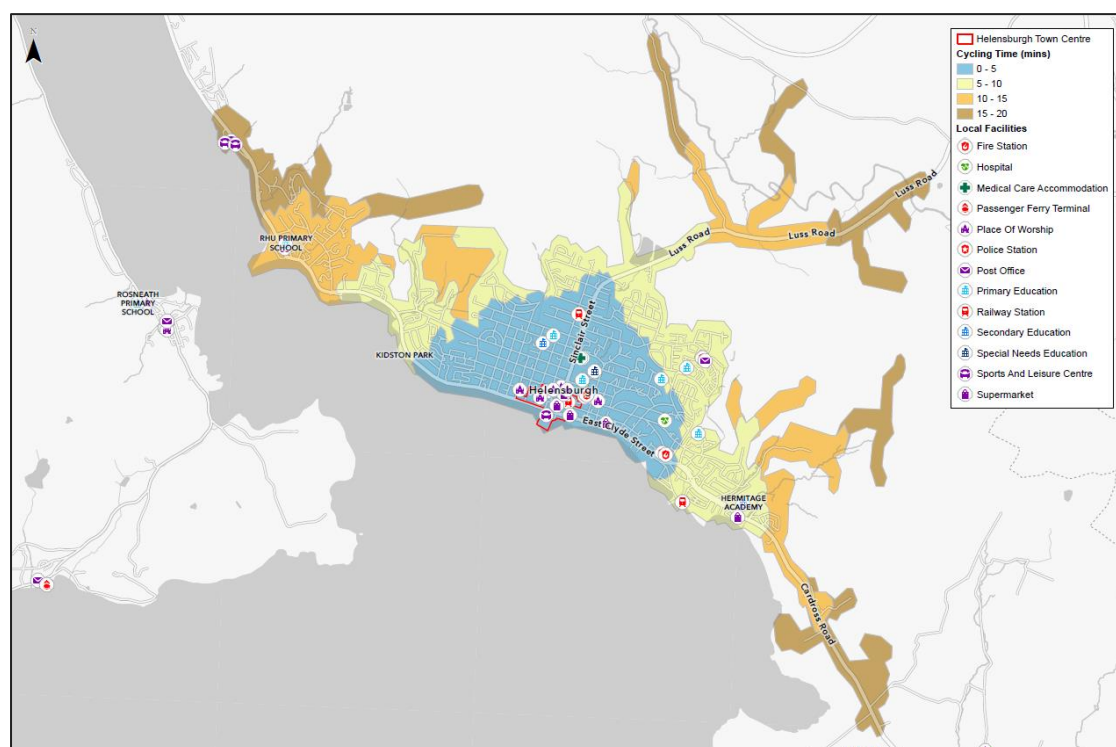 N
Helensburgh Town Centre
Cycling Time (mins)
0 - 5
5 - 10
10 - 15
15 - 20
Local Facilities
Fire Station
Hospital
Medical Care Accommodation
Passenger Ferry Terminal
Place Of Worship
Police Station
Post Office
Primary Education
Railway Station
Secondary Education
Special Needs Education
Sports And Leisure Centre
Supermarket
Luss Road
Luss Road
Luss Road
RHU PRIMARY
SCHOOL
ROSNEATH
PRIMARY
SCHOOL
KIDSTON PARK
Sinclair Street
Helensburgh
East Clyde Street
HERMITAGE
ACADEMY
Cardross Road